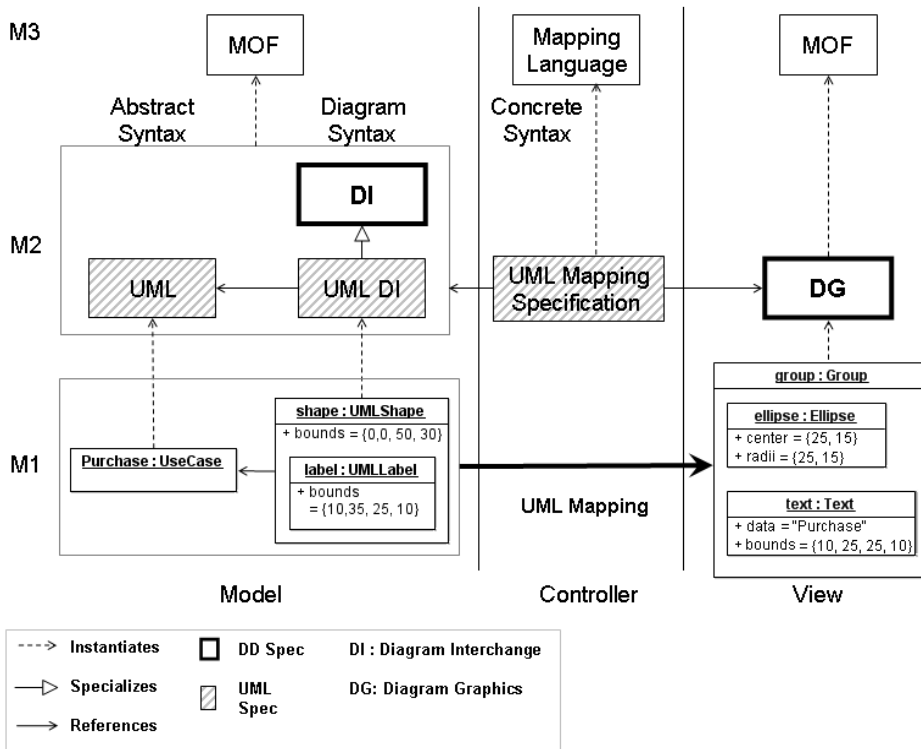 M3
MOF
Mapping
Language
MOF
Abstract
Syntax
Diagram
Syntax
Concrete
Syntax
DI
M2
UML
UML DI
UML Mapping
Specification
DG
group : Group
shape : UMLShape
+ bounds = {0,0, 50, 30}
ellipse : Ellipse
+ center = {25, 15}
+ radii = {25, 15}
M1
Purchase : UseCase
label : UMLLabel
+ bounds
= {10,35, 25, 10}
UML Mapping
text : Text
+ data = "Purchase"
+ bounds = {10, 25, 25, 10}
Model
Controller
View
Instantiates
DD Spec
DI : Diagram Interchange
Specializes
UML
Spec
DG: Diagram Graphics
References